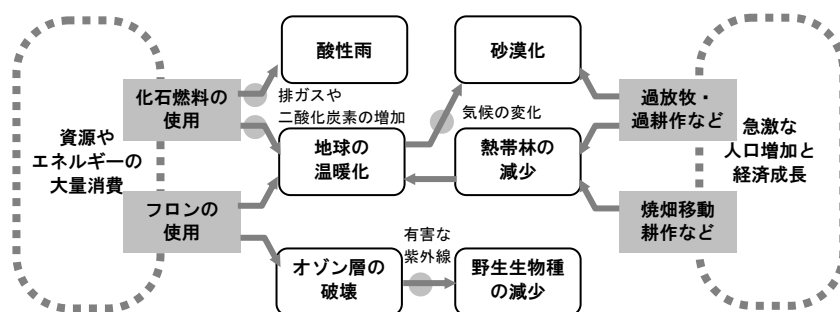 酸性雨
砂漠化
化石燃料の
使用
排ガスや
二酸化炭素の増加
気候の変化
過放牧・
過耕作など
資源や
エネルギーの
大量消費
地球の
温暖化
熱帯林の
減少
急激な
人口増加と
経済成長
フロンの
使用
焼畑移動
耕作など
有害な
紫外線
オゾン層の
破壊
野生生物種
の減少